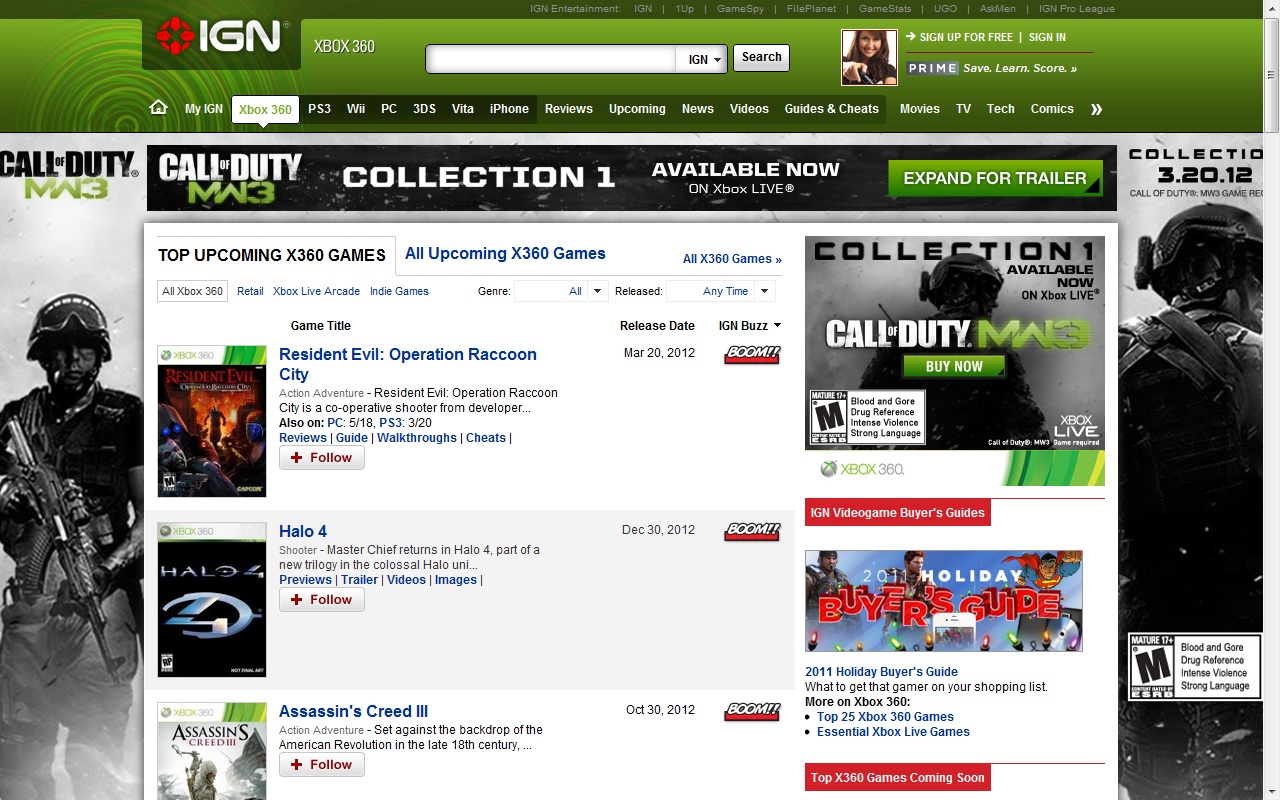 IGN Entertainment: IGN | 1Up | GameSpy | FilePlanet | GameStats | UGO | AskMen | IGN Pro League
IGN®
XBOX 360
IGN
Search
SIGN UP FOR FREE | SIGN IN
PRIME Save. Learn. Score. »
My IGN Xbox 360 PS3 Wii PC 3DS Vita iPhone Reviews Upcoming News Videos Guides & Cheats Movies TV Tech Comics »
CALL OF DUTY®
MW3
CALL OF DUTY
MW3
COLLECTION 1
AVAILABLE NOW
ON Xbox LIVE®
EXPAND FOR TRAILER
COLLECTIO
3.20.12
CALL OF DUTY®: MW3 GAME REC
TOP UPCOMING X360 GAMES
All Upcoming X360 Games
All X360 Games »
All Xbox 360 Retail Xbox Live Arcade Indie Games Genre: All Released: Any Time
Game Title Release Date IGN Buzz
XBOX 360
RESIDENT EVIL
Operation Raccoon City
M
CAPCOM
Resident Evil: Operation Raccoon
City
Mar 20, 2012
BOOM!!
Action Adventure - Resident Evil: Operation Raccoon
City is a co-operative shooter from developer...
Also on: PC: 5/18, PS3: 3/20
Reviews | Guide | Walkthroughs | Cheats |
+ Follow
XBOX 360
HALO 4
4
RP
NOT FINAL ART
Halo 4
Dec 30, 2012
BOOM!!
Shooter - Master Chief returns in Halo 4, part of a
new trilogy in the colossal Halo uni...
Previews | Trailer | Videos | Images |
+ Follow
XBOX 360
ASSASSIN'S
CREED III
Assassin's Creed III
Oct 30, 2012
BOOM!!
Action Adventure - Set against the backdrop of the
American Revolution in the late 18th century, ...
+ Follow
COLLECTION 1
AVAILABLE
NOW
ON Xbox LIVE®
CALL OF DUTY® MW3
BUY NOW
MATURE 17+
M
CONTENT RATED BY
ESRB
Blood and Gore
Drug Reference
Intense Violence
Strong Language
XBOX
LIVE
Call of Duty®: MW3 Game required
XBOX 360.
IGN Videogame Buyer's Guides
2011 HOLIDAY
BUYER'S GUIDE
2011 Holiday Buyer's Guide
What to get that gamer on your shopping list.
More on Xbox 360:
• Top 25 Xbox 360 Games
• Essential Xbox Live Games
Top X360 Games Coming Soon
MATURE 17+
M
CONTENT RATED BY
ESRB
Blood and Gore
Drug Reference
Intense Violence
Strong Language